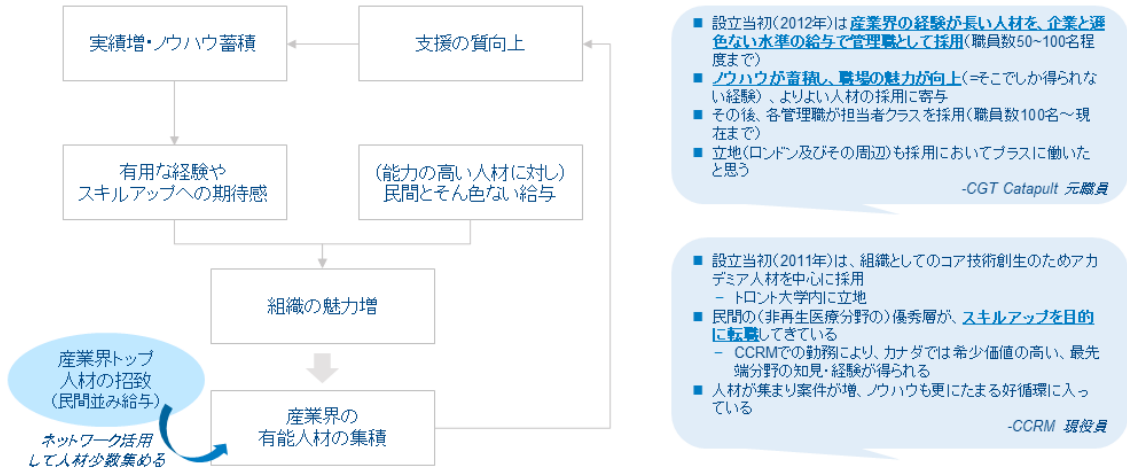 実績増・ノウハウ蓄積
支援の質向上
有用な経験や
スキルアップへの期待感
(能力の高い人材に対し)
民間とそん色ない給与
組織の魅力増
産業界トップ
人材の招致
(民間並み給与)
ネットワーク活用
して人材少数集める
産業界の
有能人材の集積
■ 設立当初(2012年)は産業界の経験が長い人材を、企業と遜
色ない水準の給与で管理職として採用(職員数50~100名程
度まで)
■ ノウハウが蓄積し、職場の魅力が向上(=そこでしか得られな
い経験)、よりよい人材の採用に寄与
■ その後、各管理職が担当者クラスを採用(職員数100名～現
在まで)
■ 立地(ロンドン及びその周辺)も採用においてプラスに働いた
と思う
-CGT Catapult 元職員
■ 設立当初(2011年)は、組織としてのコア技術創生のためアカ
デミア人材を中心に採用
– トロント大学内に立地
■ 民間の(非再生医療分野の)優秀層が、スキルアップを目的
に転職してきている
– CCRMでの勤務により、カナダでは希少価値の高い、最先
端分野の知見・経験が得られる
■ 人材が集まり案件が増、ノウハウも更にたまる好循環に入っ
ている
-CCRM 現役員